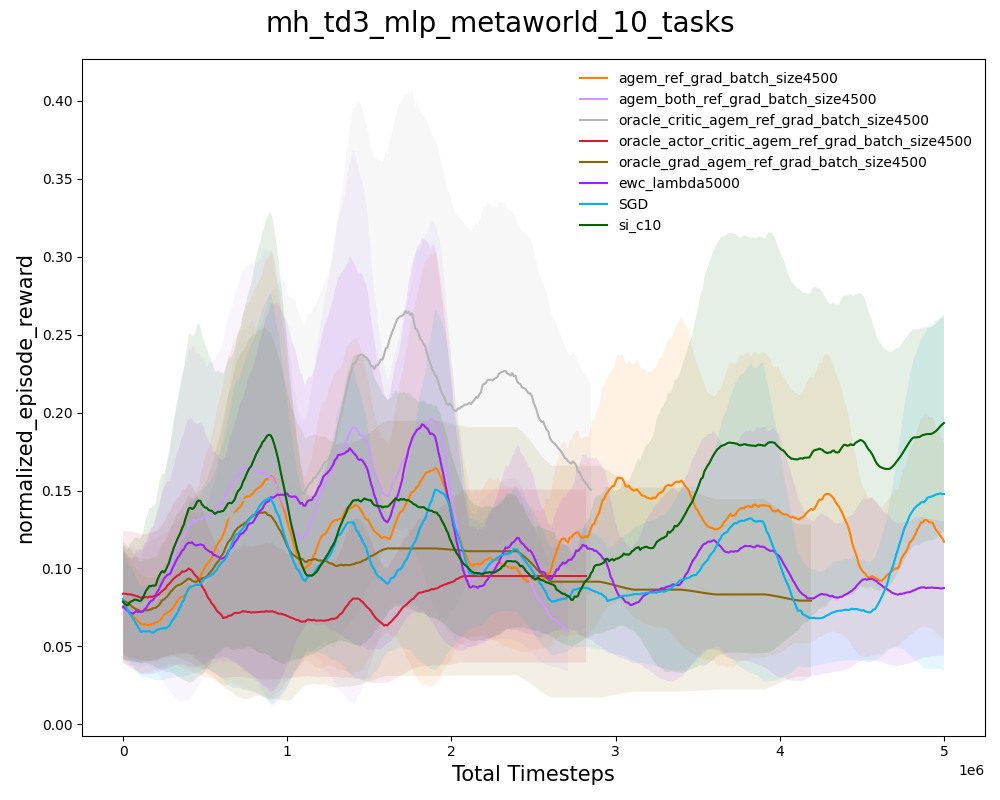 mh_td3_mlp_metaworld_10_tasks
agem_ref_grad_batch_size4500
agem_both_ref_grad_batch_size4500
oracle_critic_agem_ref_grad_batch_size4500
oracle_actor_critic_agem_ref_grad_batch_size4500
oracle_grad_agem_ref_grad_batch_size4500
ewc_lambda5000
SGD
si_c10
normalized_episode_reward
0.40
0.35
0.30
0.25
0.20
0.15
0.10
0.05
0.00
0 1 2 3 4 5
1e6
Total Timesteps